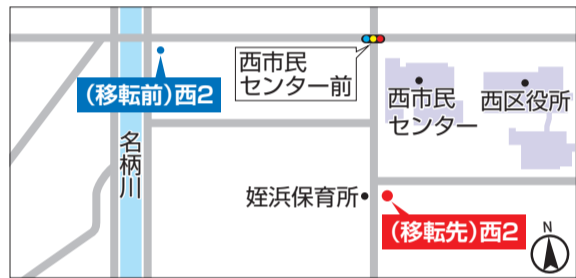 西市民
センター前
(移転前)西2
西市民
センター
西区役所
名柄川
姪浜保育所
(移転先)西2
N